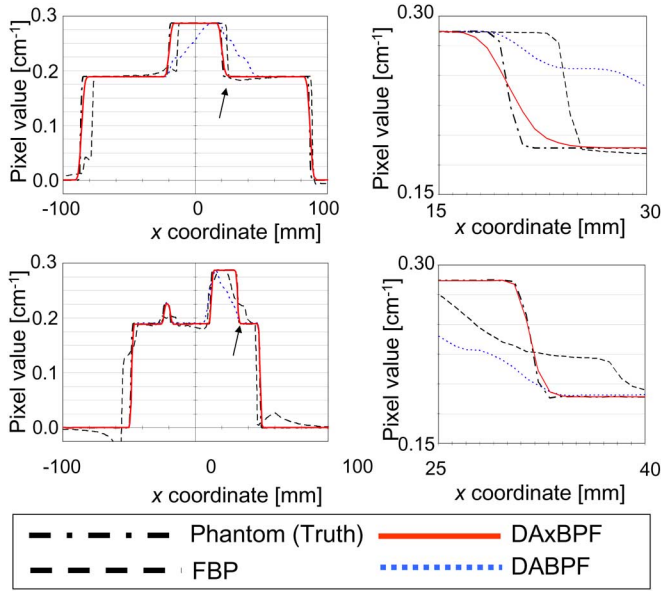 0.3
0.2
0.1
0.0
Pixel value [cm-1]
-100
0
100
x coordinate [mm]
0.30
0.15
Pixel value [cm-1]
15
30
x coordinate [mm]
0.3
0.2
0.1
0.0
Pixel value [cm-1]
-100
0
100
x coordinate [mm]
0.30
0.15
Pixel value [cm-1]
25
40
x coordinate [mm]
Phantom (Truth)
DAxBPF
FBP
DABPF